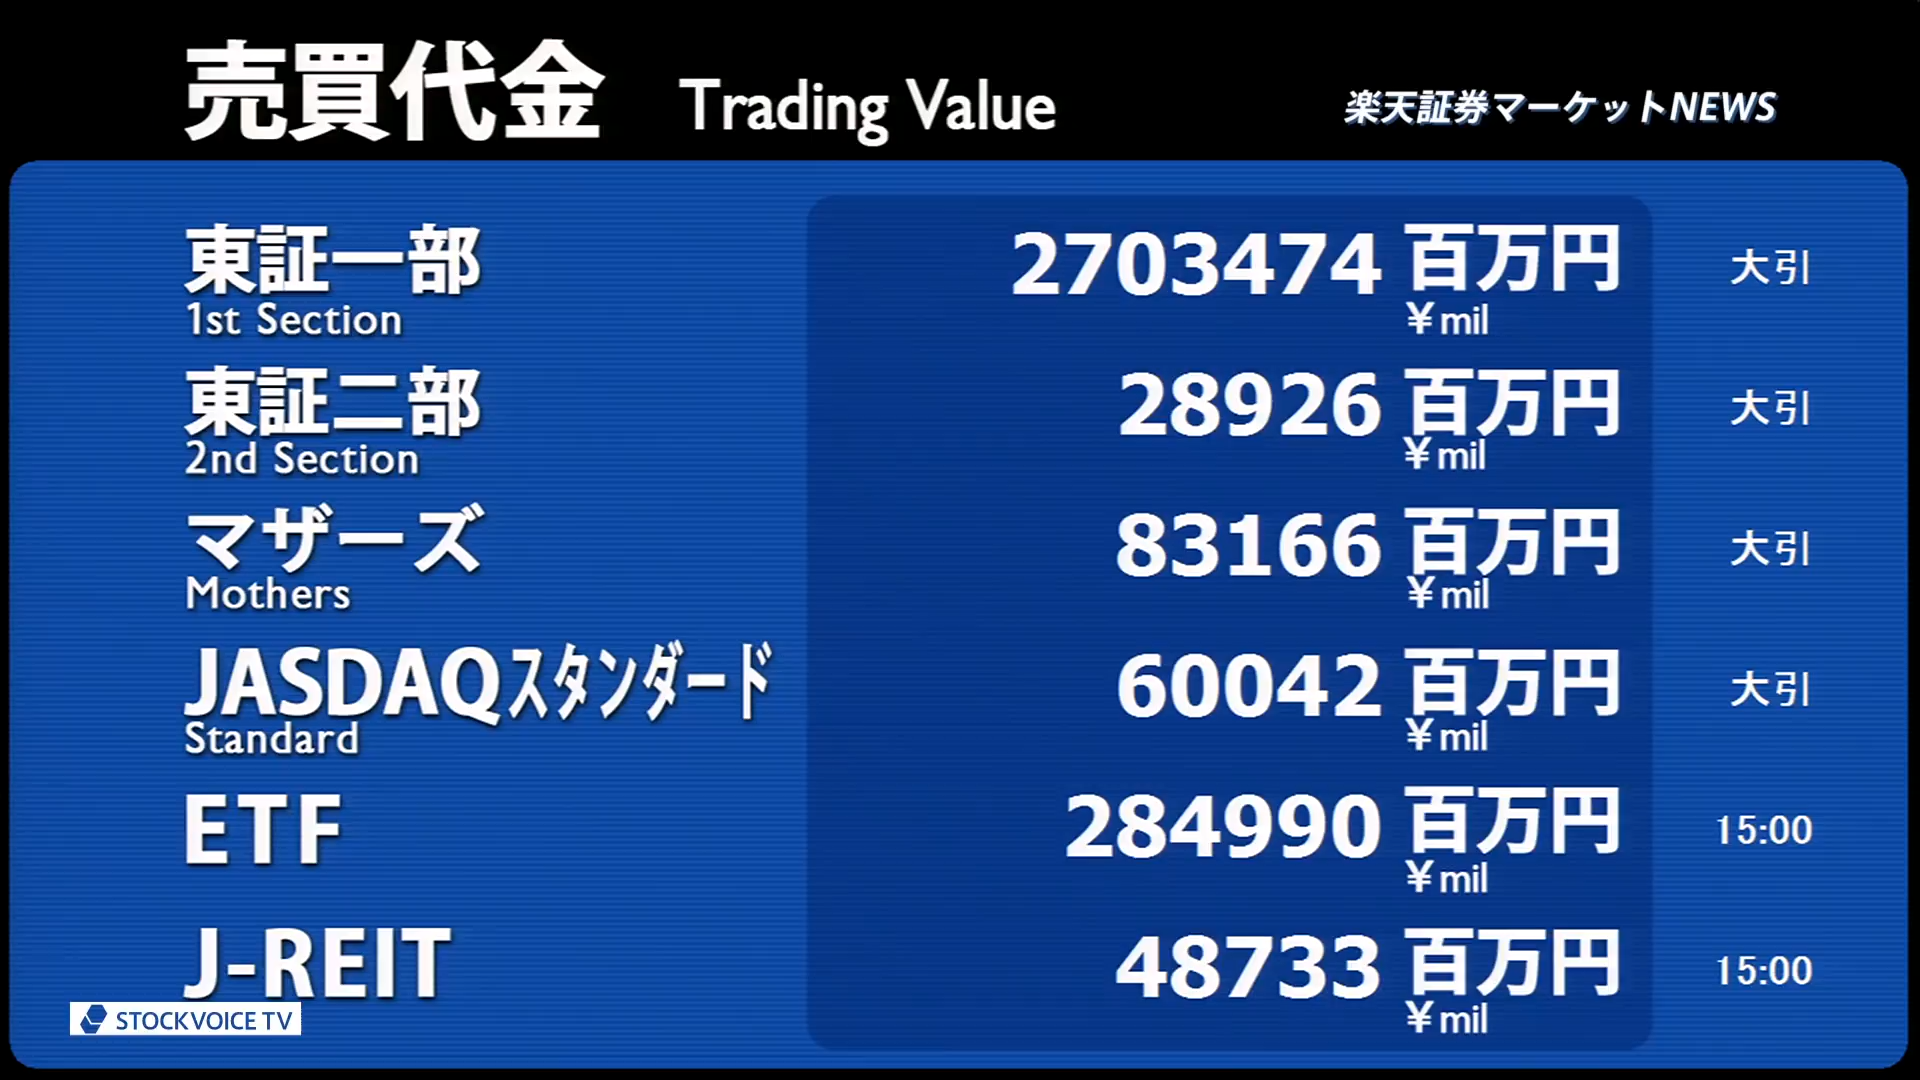 売買代金 Trading Value 楽天証券マーケットNEWS
東証一部 2703474 百万円 大引
1st Section ￥mil
東証二部 28926 百万円 大引
2nd Section ￥mil
マザーズ 83166 百万円 大引
Mothers ￥mil
JASDAQｽﾀﾝﾀﾞｰﾄﾞ 60042 百万円 大引
Standard ￥mil
ETF 284990 百万円 15:00
￥mil
J-REIT 48733 百万円 15:00
￥mil
STOCKVOICE TV